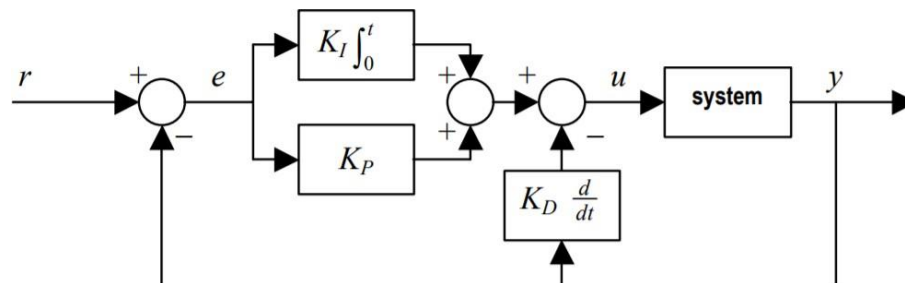 r
+
−
e
K_I ∫_0^t
K_P
+
+
+
−
u
system
y
K_D d/dt